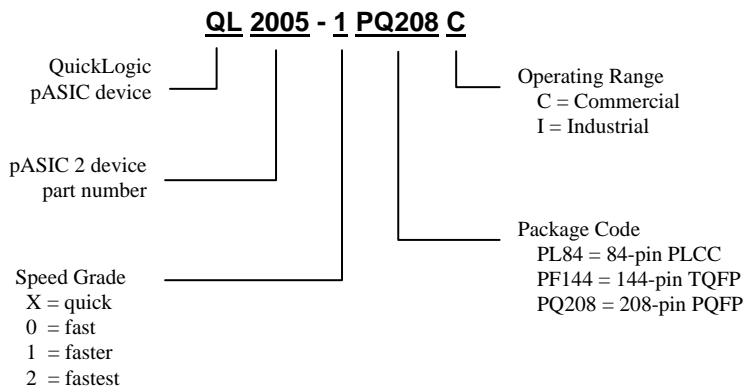 QL 2005 - 1 PQ208 C
QuickLogic
pASIC device
pASIC 2 device
part number
Speed Grade
X = quick
0 = fast
1 = faster
2 = fastest
Operating Range
C = Commercial
I = Industrial
Package Code
PL84 = 84-pin PLCC
PF144 = 144-pin TQFP
PQ208 = 208-pin PQFP